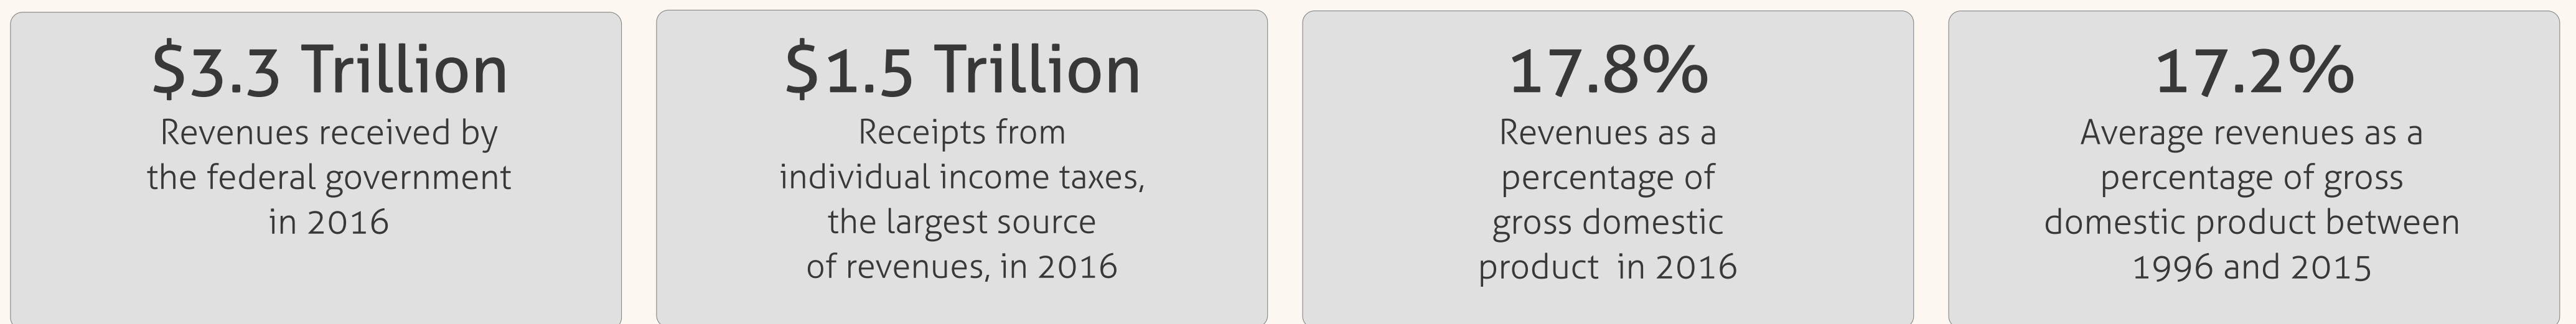 $3.3 Trillion
Revenues received by
the federal government
in 2016
$1.5 Trillion
Receipts from
individual income taxes,
the largest source
of revenues, in 2016
17.8%
Revenues as a
percentage of
gross domestic
product  in 2016
17.2%
Average revenues as a
percentage of gross
domestic product between
1996 and 2015